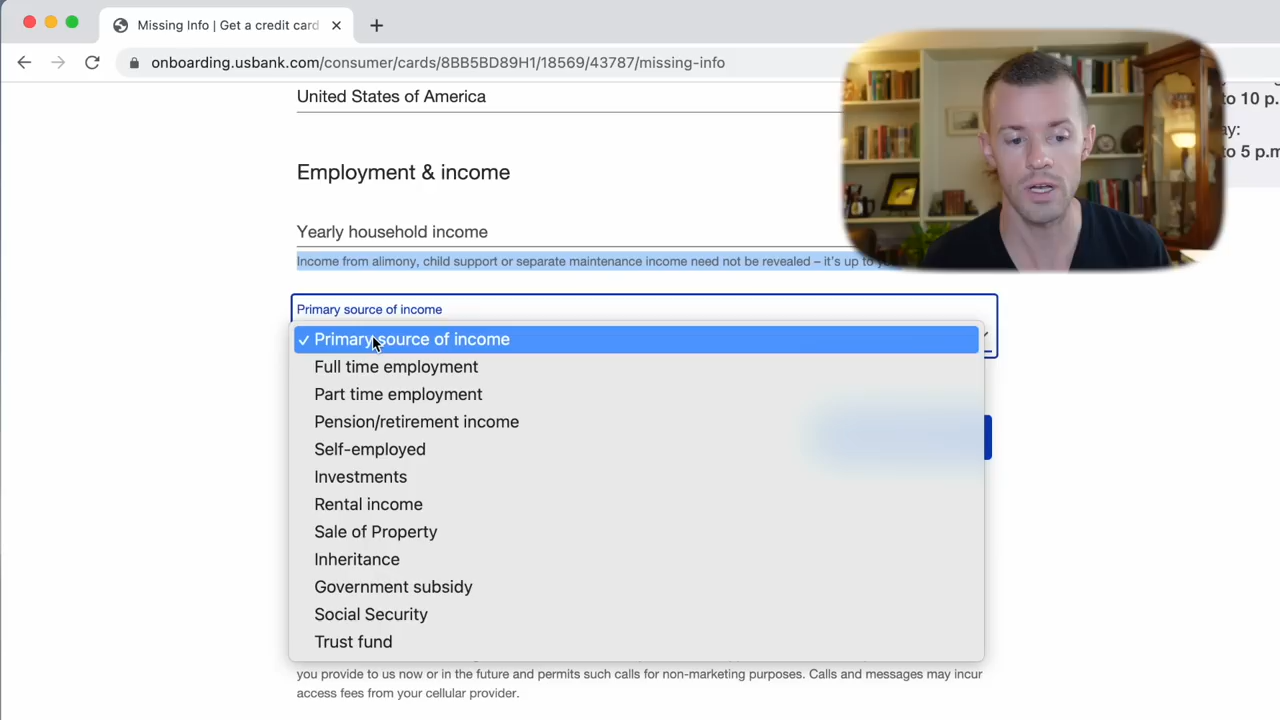 Missing Info | Get a credit card
onboarding.usbank.com/consumer/cards/8BB5BD89H1/18569/43787/missing-info
United States of America
to 10 p.
ay:
to 5 p.m
Employment & income
Yearly household income
Income from alimony, child support or separate maintenance income need not be revealed – it's up to
Primary source of income
✓ Primary source of income
Full time employment
Part time employment
Pension/retirement income
Self-employed
Investments
Rental income
Sale of Property
Inheritance
Government subsidy
Social Security
Trust fund
you provide to us now or in the future and permits such calls for non-marketing purposes. Calls and messages may incur
access fees from your cellular provider.